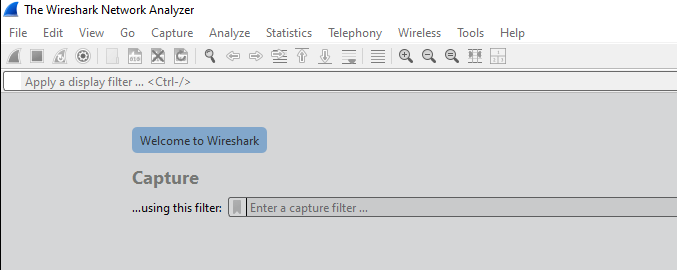 The Wireshark Network Analyzer
File Edit View Go Capture Analyze Statistics Telephony Wireless Tools Help
Apply a display filter ... <Ctrl-/>
Welcome to Wireshark
Capture
...using this filter: Enter a capture filter ...